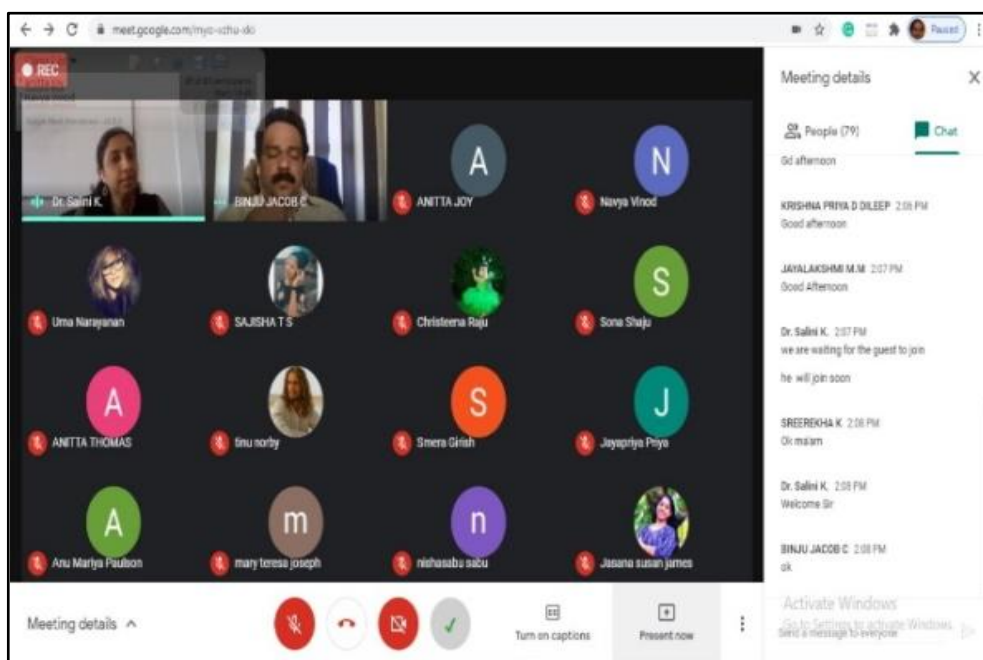 meet.google.com/
Paused
REC
Meeting details
People (79)
Chat
Gd afternoon
KRISHNA PRIYA D DILEEP 2:06 PM
Good afternoon
JAYALAKSHMI M.M 2:07 PM
Good Afternoon
Dr. Salini K. 2:07 PM
we are waiting for the guest to join
he will join soon
SREEREKHA K 2:08 PM
Ok ma'am
Dr. Salini K. 2:08 PM
Welcome Sir
BINJU JACOB C 2:08 PM
ok
Activate Windows
Go to Settings to activate Windows.
Send a message to everyone
Dr. Salini K.
BINJU JACOB C
A
ANITTA JOY
N
Navya Vinod
Uma Narayanan
SAJISHA T S
Christeena Raju
S
Sona Shaju
A
ANITTA THOMAS
tinu norby
S
Smera Girish
J
Jayapriya Priya
A
Anu Mariya Paulson
m
mary teresa joseph
n
nishasabu sabu
Jasana susan james
Meeting details
Turn on captions
Present now